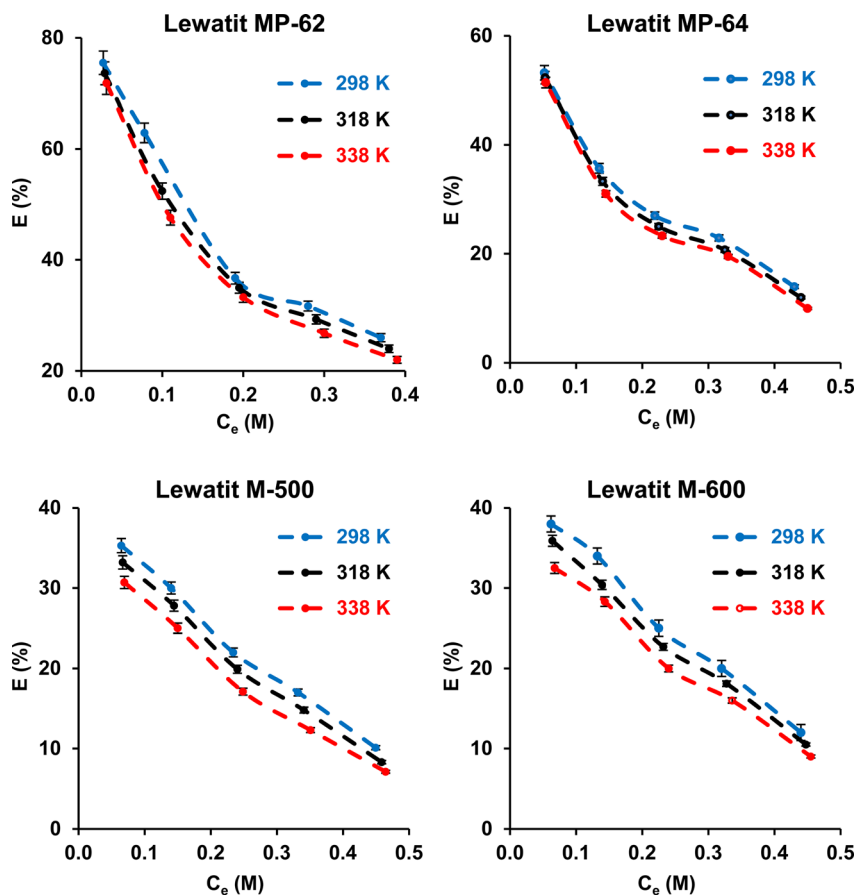 Lewatit MP-62
E (%)
80
60
40
20
298 K
318 K
338 K
0.0 0.1 0.2 0.3 0.4
Cₑ (M)
Lewatit MP-64
E (%)
60
40
20
0
298 K
318 K
338 K
0.0 0.1 0.2 0.3 0.4 0.5
Cₑ (M)
Lewatit M-500
E (%)
40
30
20
10
0
298 K
318 K
338 K
0.0 0.1 0.2 0.3 0.4 0.5
Cₑ (M)
Lewatit M-600
E (%)
40
30
20
10
0
298 K
318 K
338 K
0.0 0.1 0.2 0.3 0.4 0.5
Cₑ (M)